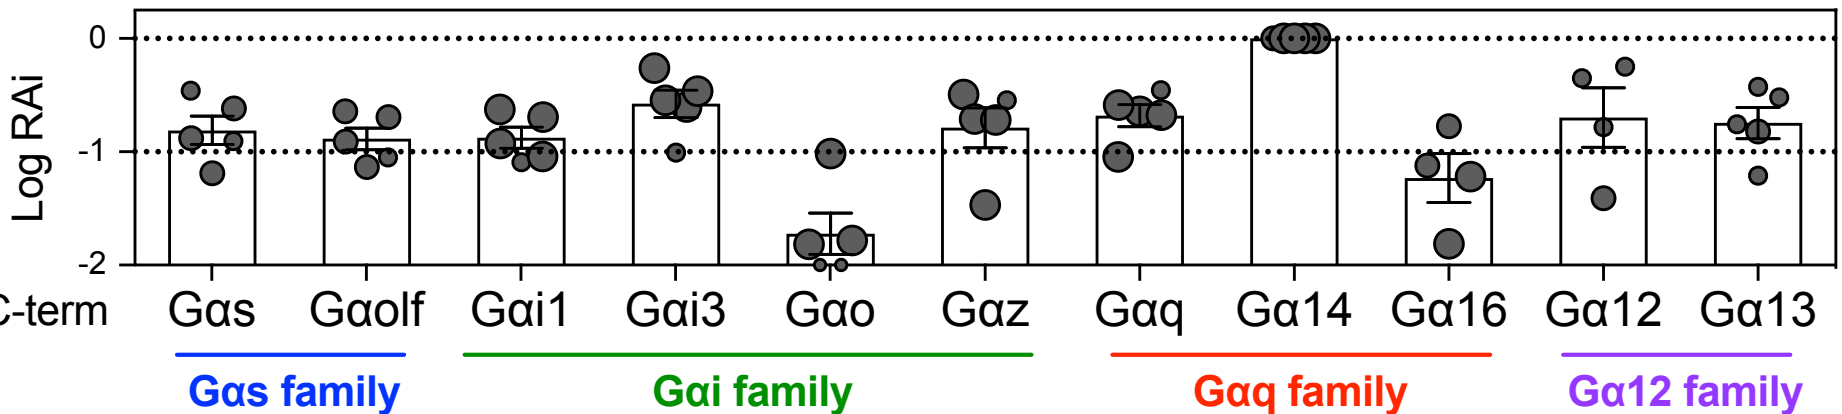 Log RAi
0
-1
-2
C-term Gαs Gαolf Gαi1 Gαi3 Gαo Gαz Gαq Gα14 Gα16 Gα12 Gα13
Gαs family Gαi family Gαq family Gα12 family